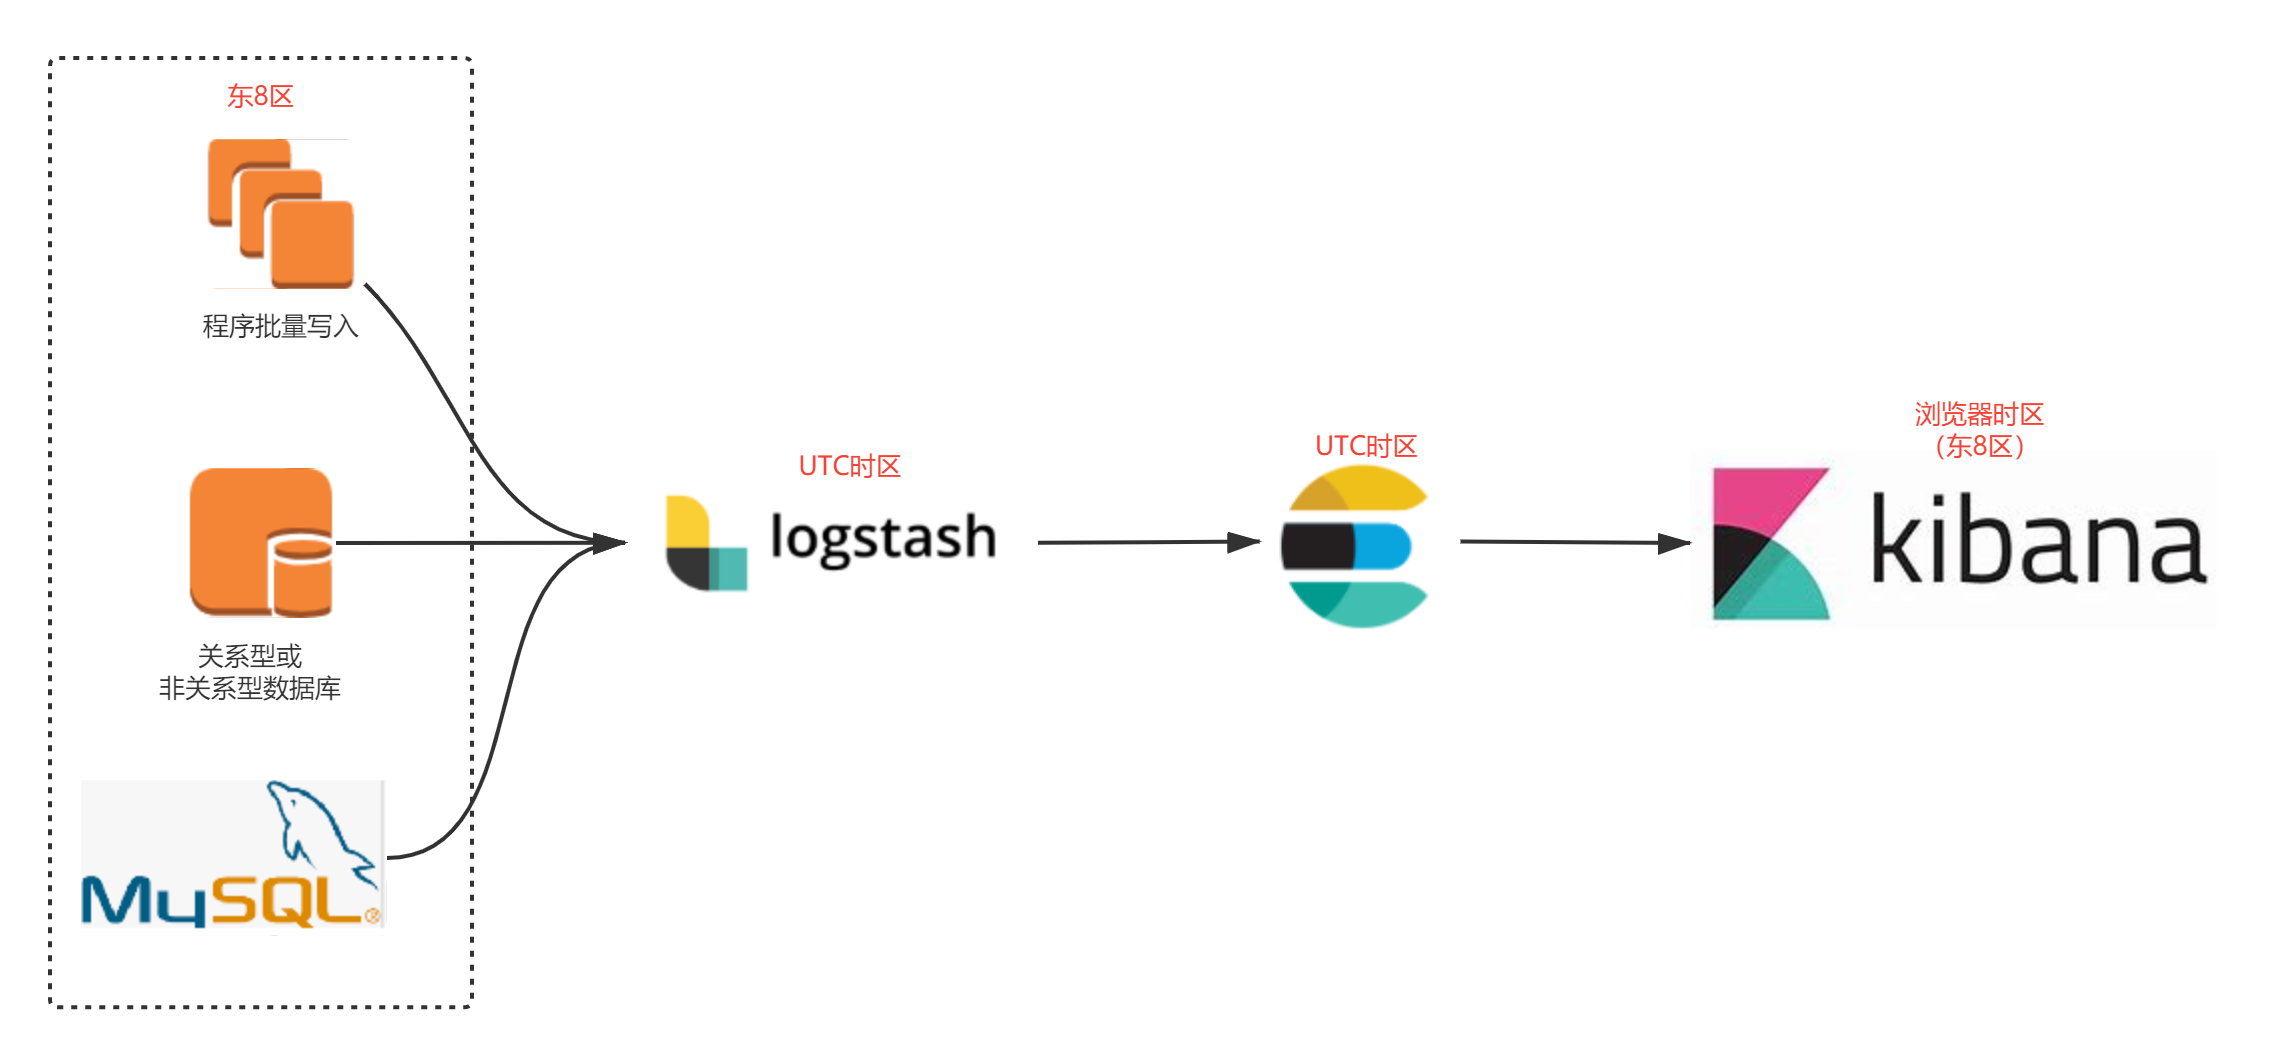 东8区
程序批量写入
关系型或
非关系型数据库
MySQL®
UTC时区
logstash
UTC时区
浏览器时区
（东8区）
kibana